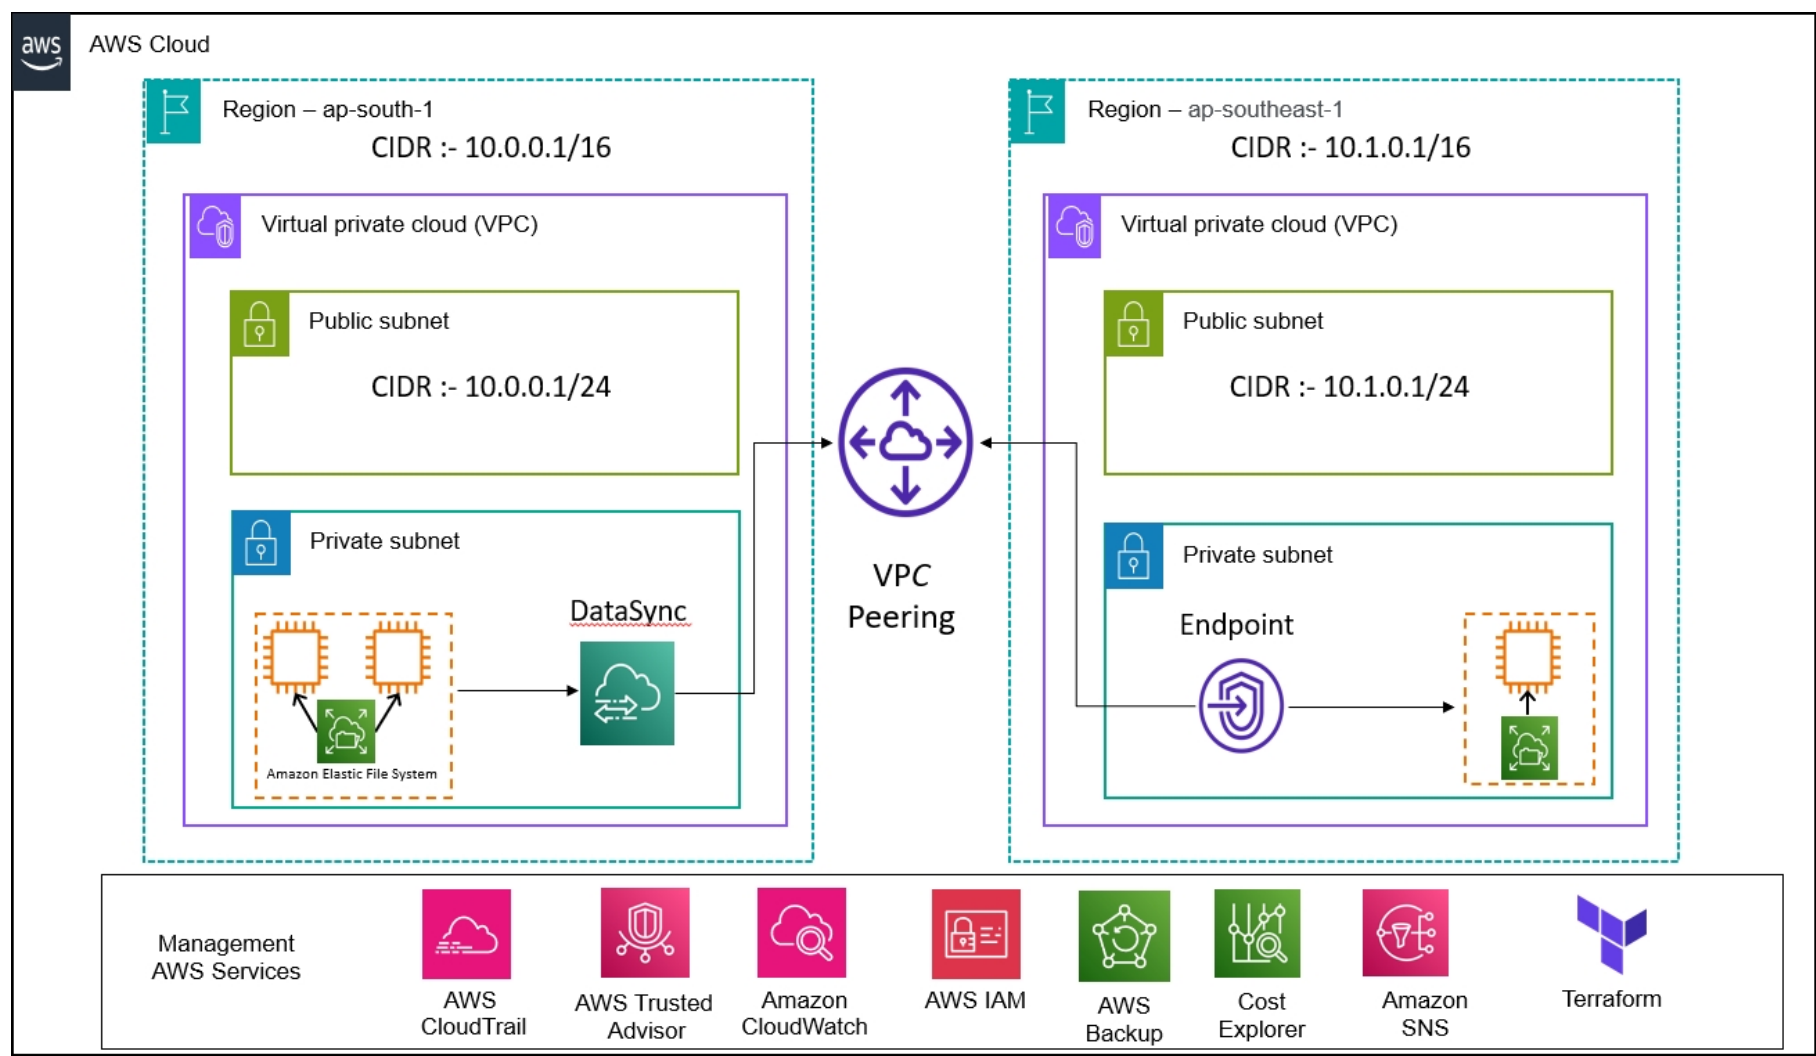 aws
AWS Cloud
Region – ap-south-1
CIDR :- 10.0.0.1/16
Virtual private cloud (VPC)
Public subnet
CIDR :- 10.0.0.1/24
Private subnet
DataSync
Amazon Elastic File System
VPC
Peering
Region – ap-southeast-1
CIDR :- 10.1.0.1/16
Virtual private cloud (VPC)
Public subnet
CIDR :- 10.1.0.1/24
Private subnet
Endpoint
Management
AWS Services
AWS
CloudTrail
AWS Trusted
Advisor
Amazon
CloudWatch
AWS IAM
AWS
Backup
Cost
Explorer
Amazon
SNS
Terraform